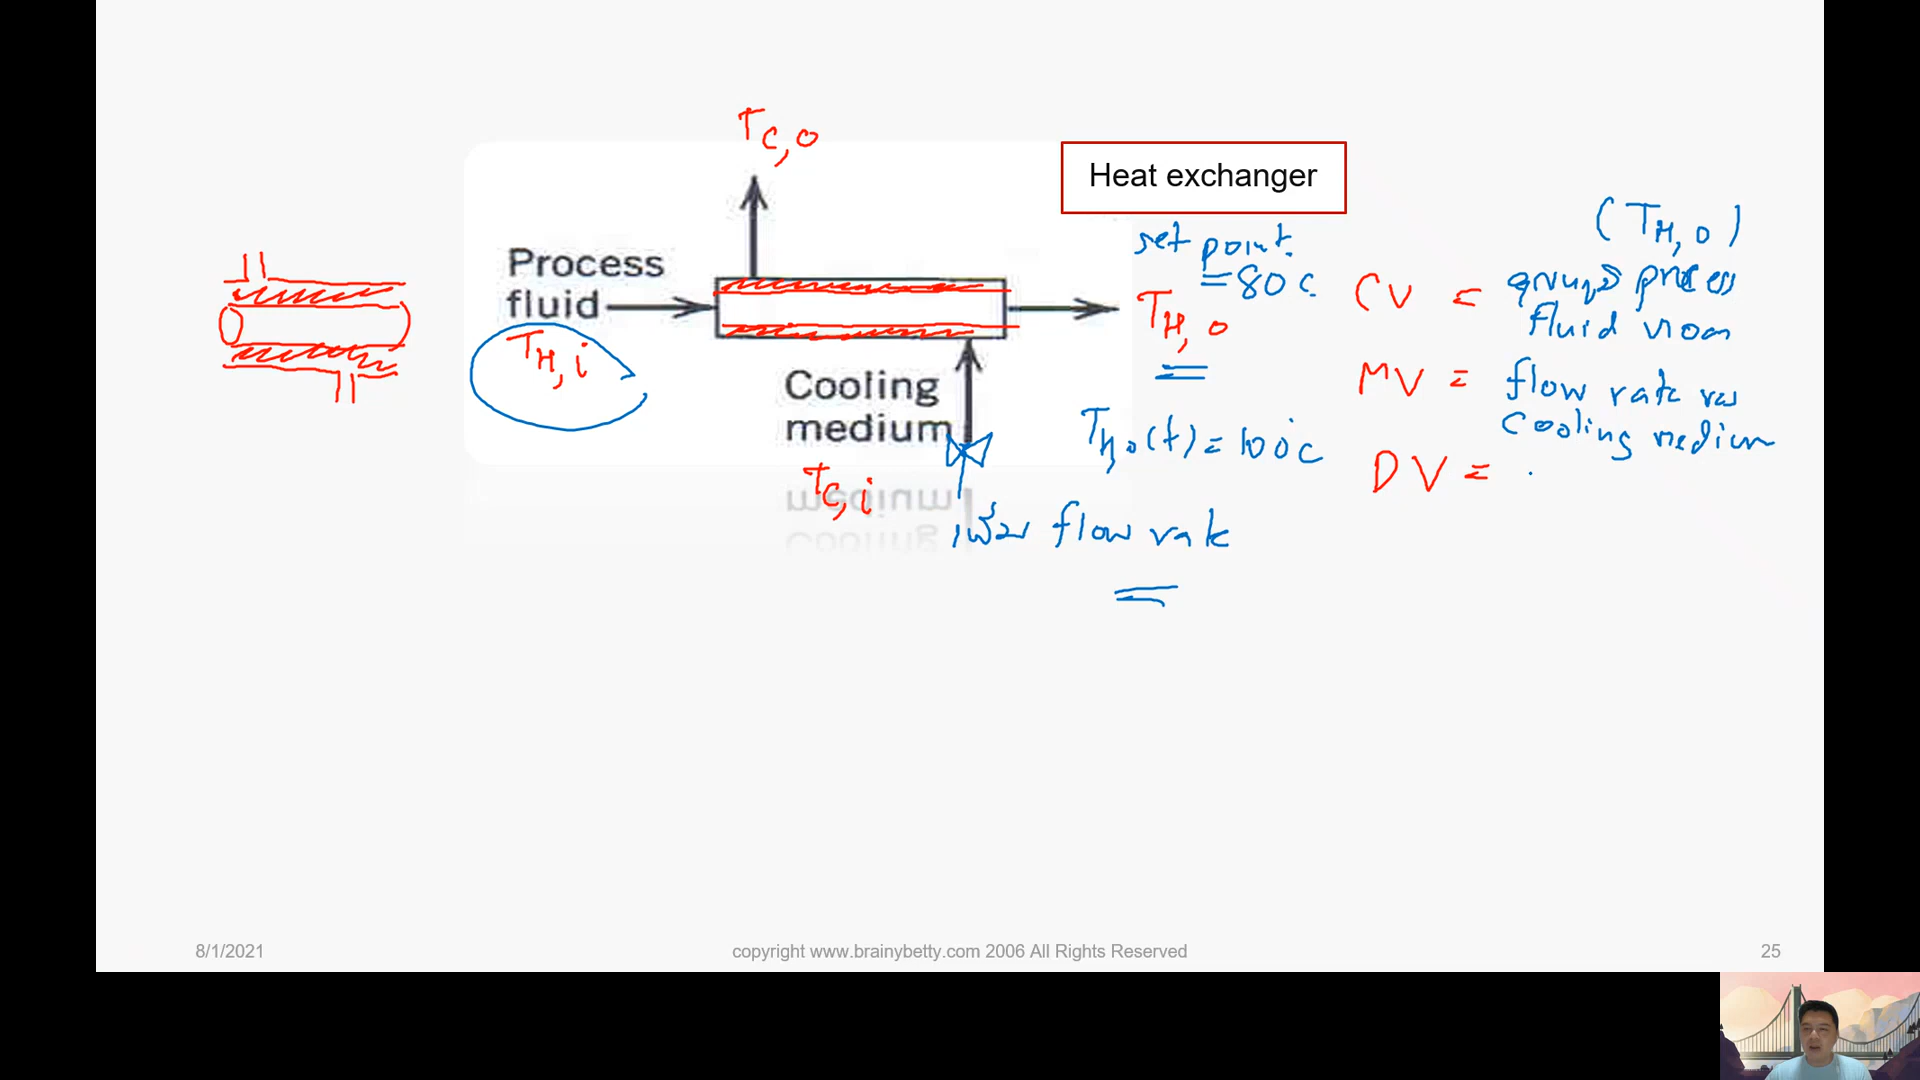 T C, o
Heat exchanger
(T H, o)
set point
= 80 c
Process
fluid
T H, i
T H, o
CV = อุณหภูมิ process
fluid ขาออก
MV = flow rate ของ
cooling medium
Cooling
medium
T H, o (t) = 100 °c
DV =
T C, i
เพิ่ม flow rate
8/1/2021
copyright www.brainybetty.com 2006 All Rights Reserved
25